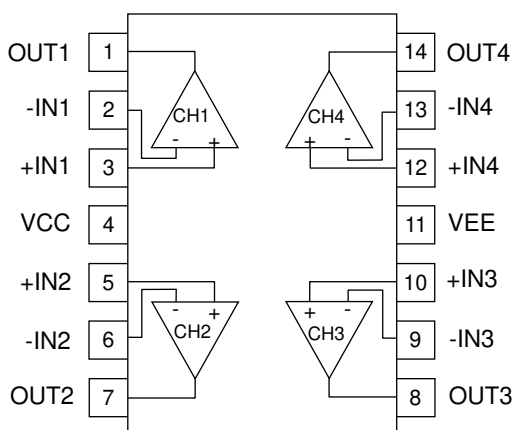 OUT1 1 14 OUT4
-IN1 2 CH1 CH4 13 -IN4
- + + -
+IN1 3 12 +IN4
VCC 4 11 VEE
+IN2 5 10 +IN3
- + + -
-IN2 6 CH2 CH3 9 -IN3
OUT2 7 8 OUT3